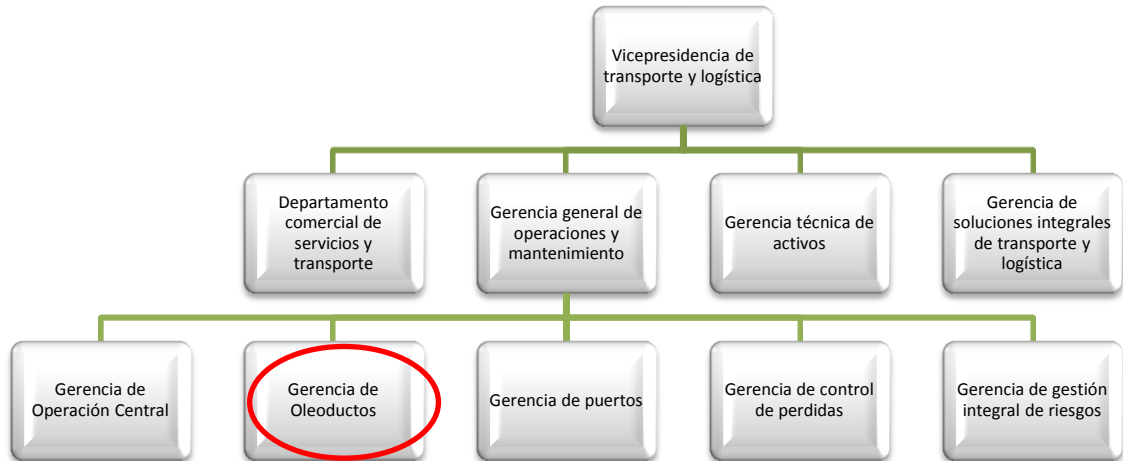 Vicepresidencia de
transporte y logística
Departamento
comercial de
servicios y
transporte
Gerencia general de
operaciones y
mantenimiento
Gerencia técnica de
activos
Gerencia de
soluciones integrales
de transporte y
logística
Gerencia de
Operación Central
Gerencia de
Oleoductos
Gerencia de puertos
Gerencia de control
de perdidas
Gerencia de gestión
integral de riesgos